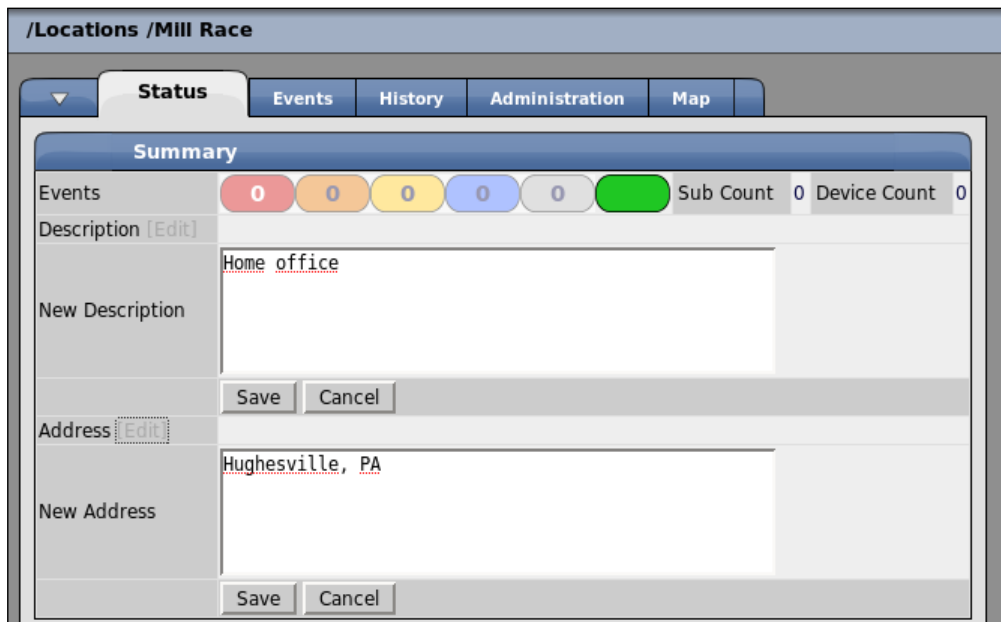 /Locations /Mill Race
Status Events History Administration Map
Summary
Events 0 0 0 0 0 Sub Count 0 Device Count 0
Description [Edit]
New Description Home office
Save Cancel
Address [Edit]
New Address Hughesville, PA
Save Cancel